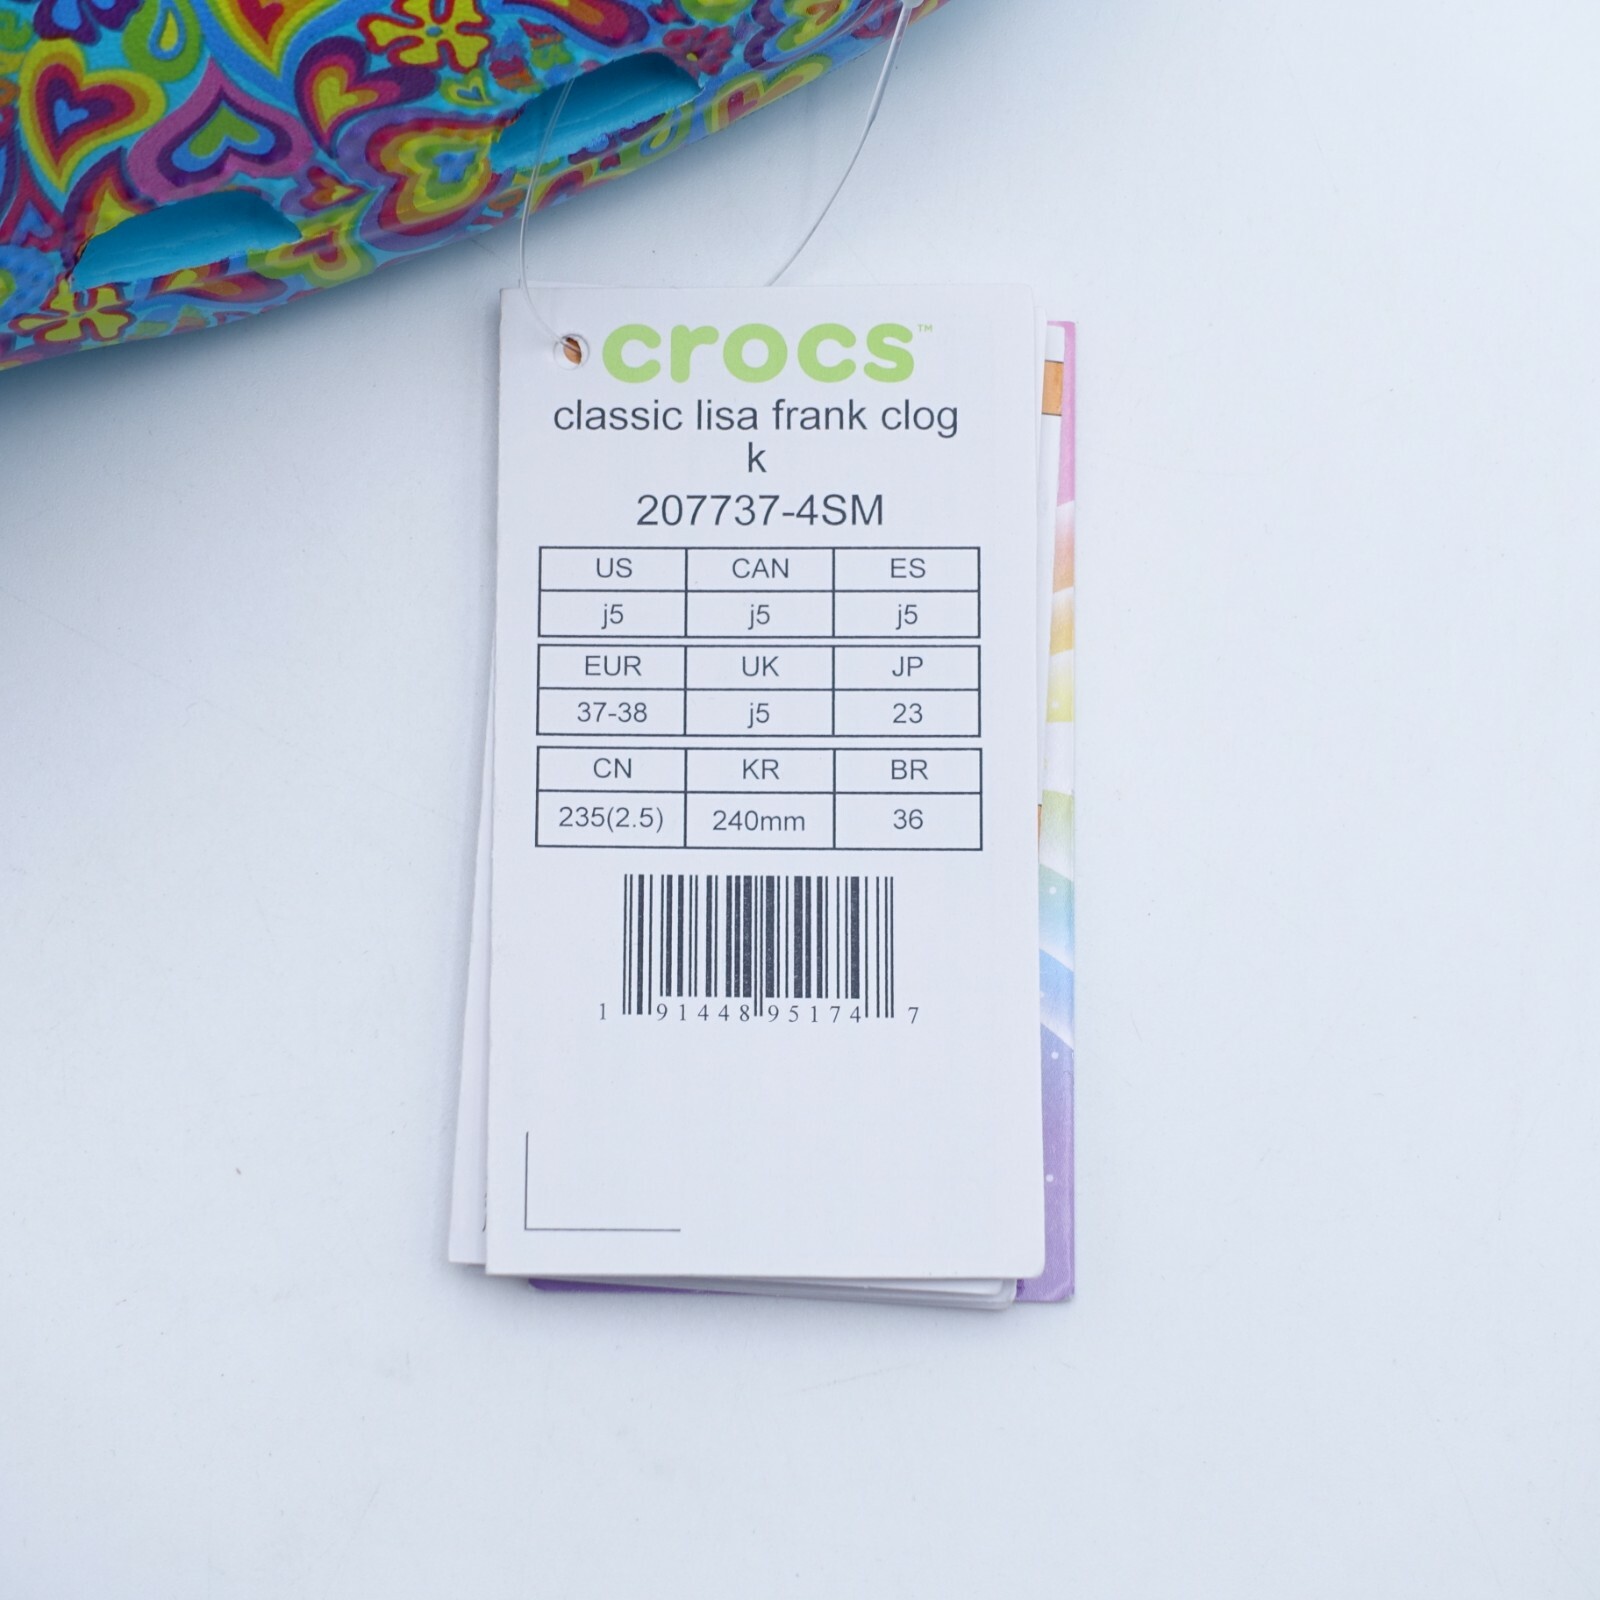 crocs™
classic lisa frank clog
k
207737-4SM
US CAN ES
j5 j5 j5
EUR UK JP
37-38 j5 23
CN KR BR
235(2.5) 240mm 36
1 91448 95174 7